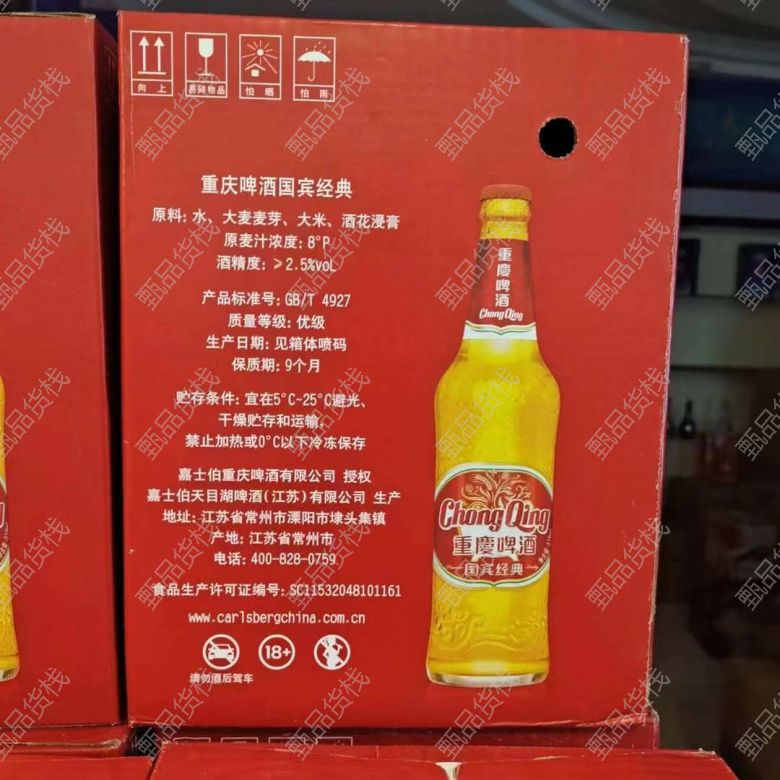 向上
易碎物品
怕晒
怕雨
重庆啤酒国宾经典
原料: 水、大麦麦芽、大米、酒花浸膏
原麦汁浓度: 8°P
酒精度: ≥2.5%voL
产品标准号: GB/T 4927
质量等级: 优级
生产日期: 见箱体喷码
保质期: 9个月
贮存条件: 宜在5°C~25°C避光、
干燥贮存和运输,
禁止加热或0°C以下冷冻保存
嘉士伯重庆啤酒有限公司 授权
嘉士伯天目湖啤酒(江苏)有限公司 生产
地址: 江苏省常州市溧阳市埭头集镇
产地: 江苏省常州市
电话: 400-828-0759
食品生产许可证编号: SC11532048101161
www.carlsbergchina.com.cn
18+
请勿酒后驾车
重慶啤酒
ChongQing
ChongQing
重慶啤酒
国宾经典
甄品货栈